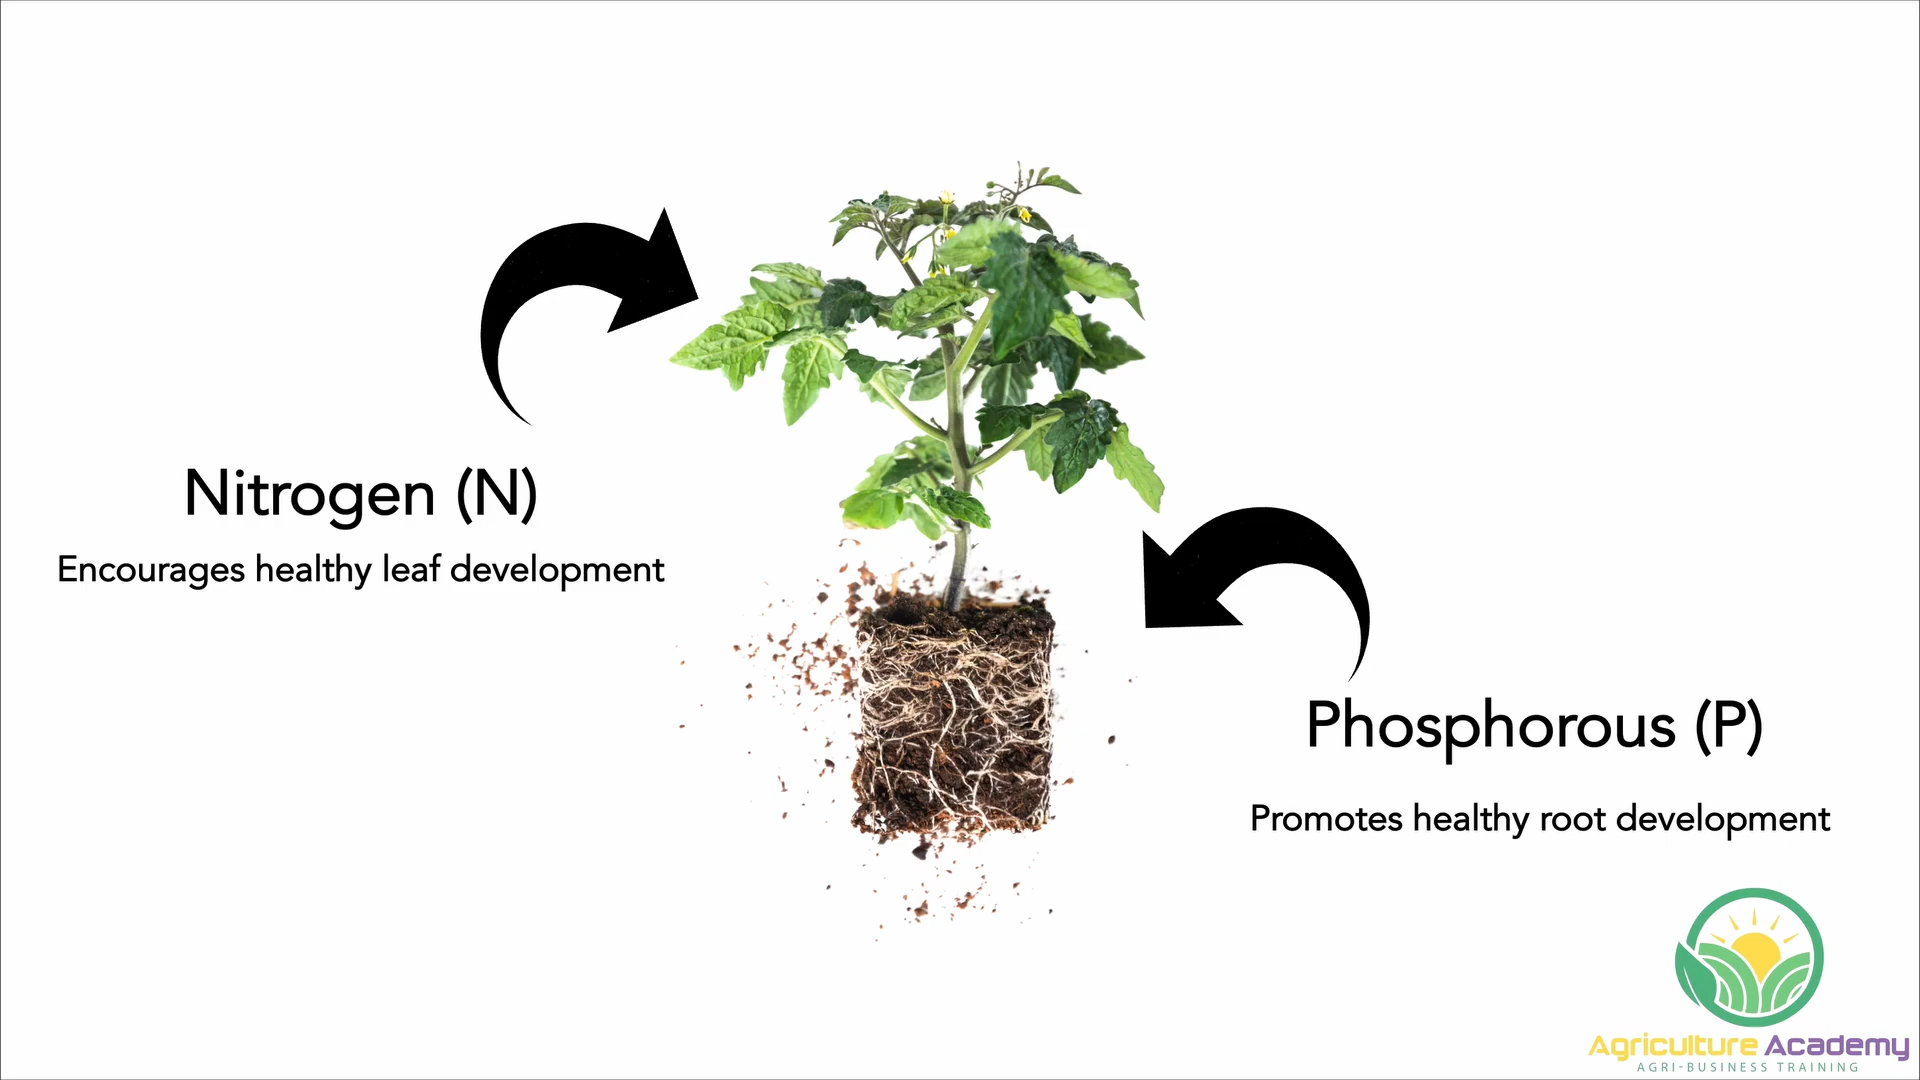 Nitrogen (N)
Encourages healthy leaf development
Phosphorous (P)
Promotes healthy root development
Agriculture Academy
AGRI-BUSINESS TRAINING